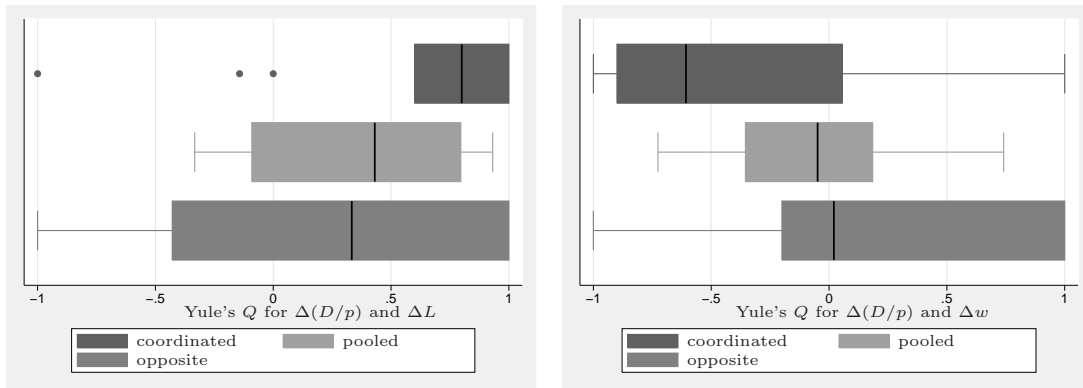 -1 -.5 0 .5 1
Yule's Q for Δ(D/p) and ΔL
coordinated pooled
opposite
-1 -.5 0 .5 1
Yule's Q for Δ(D/p) and Δw
coordinated pooled
opposite